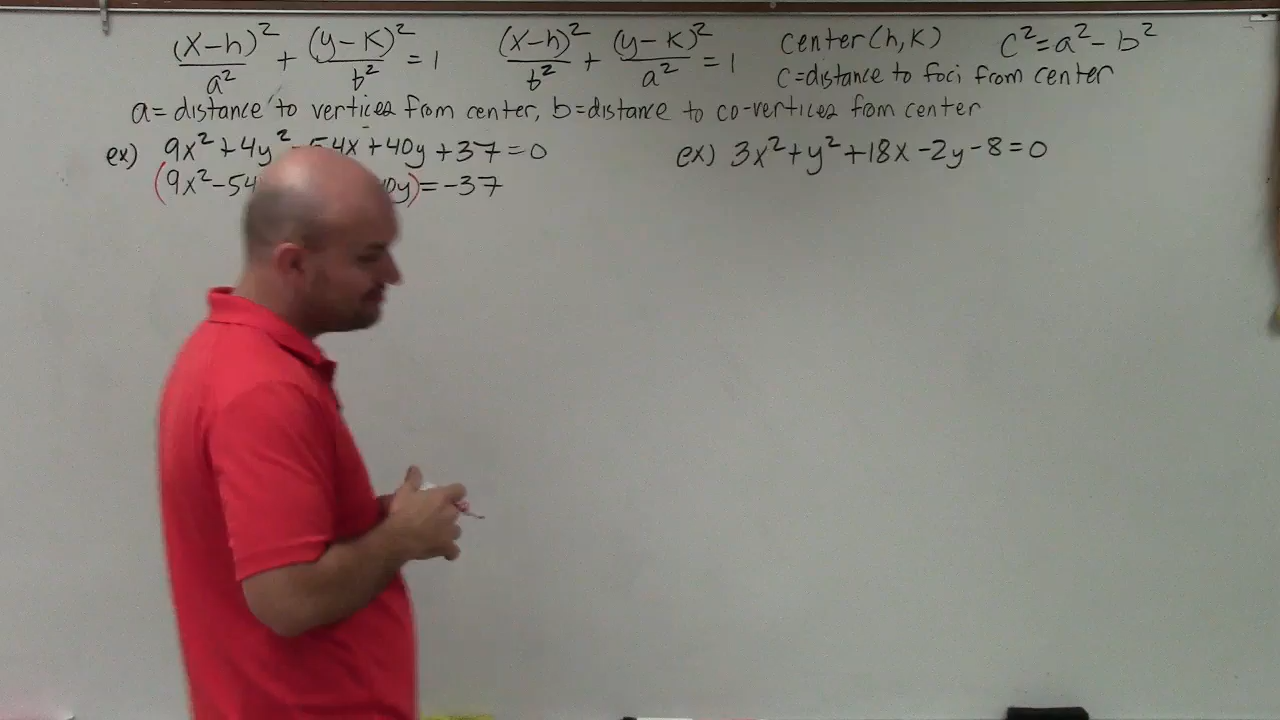 (x-h)²/a² + (y-k)²/b² = 1 (x-h)²/b² + (y-k)²/a² = 1 center(h,k) c²=a²-b²
c=distance to foci from center
a= distance to vertices from center, b=distance to co-vertices from center
ex) 9x²+4y²-54x+40y+37=0 ex) 3x²+y²+18x-2y-8=0
(9x²-54 0y)=-37